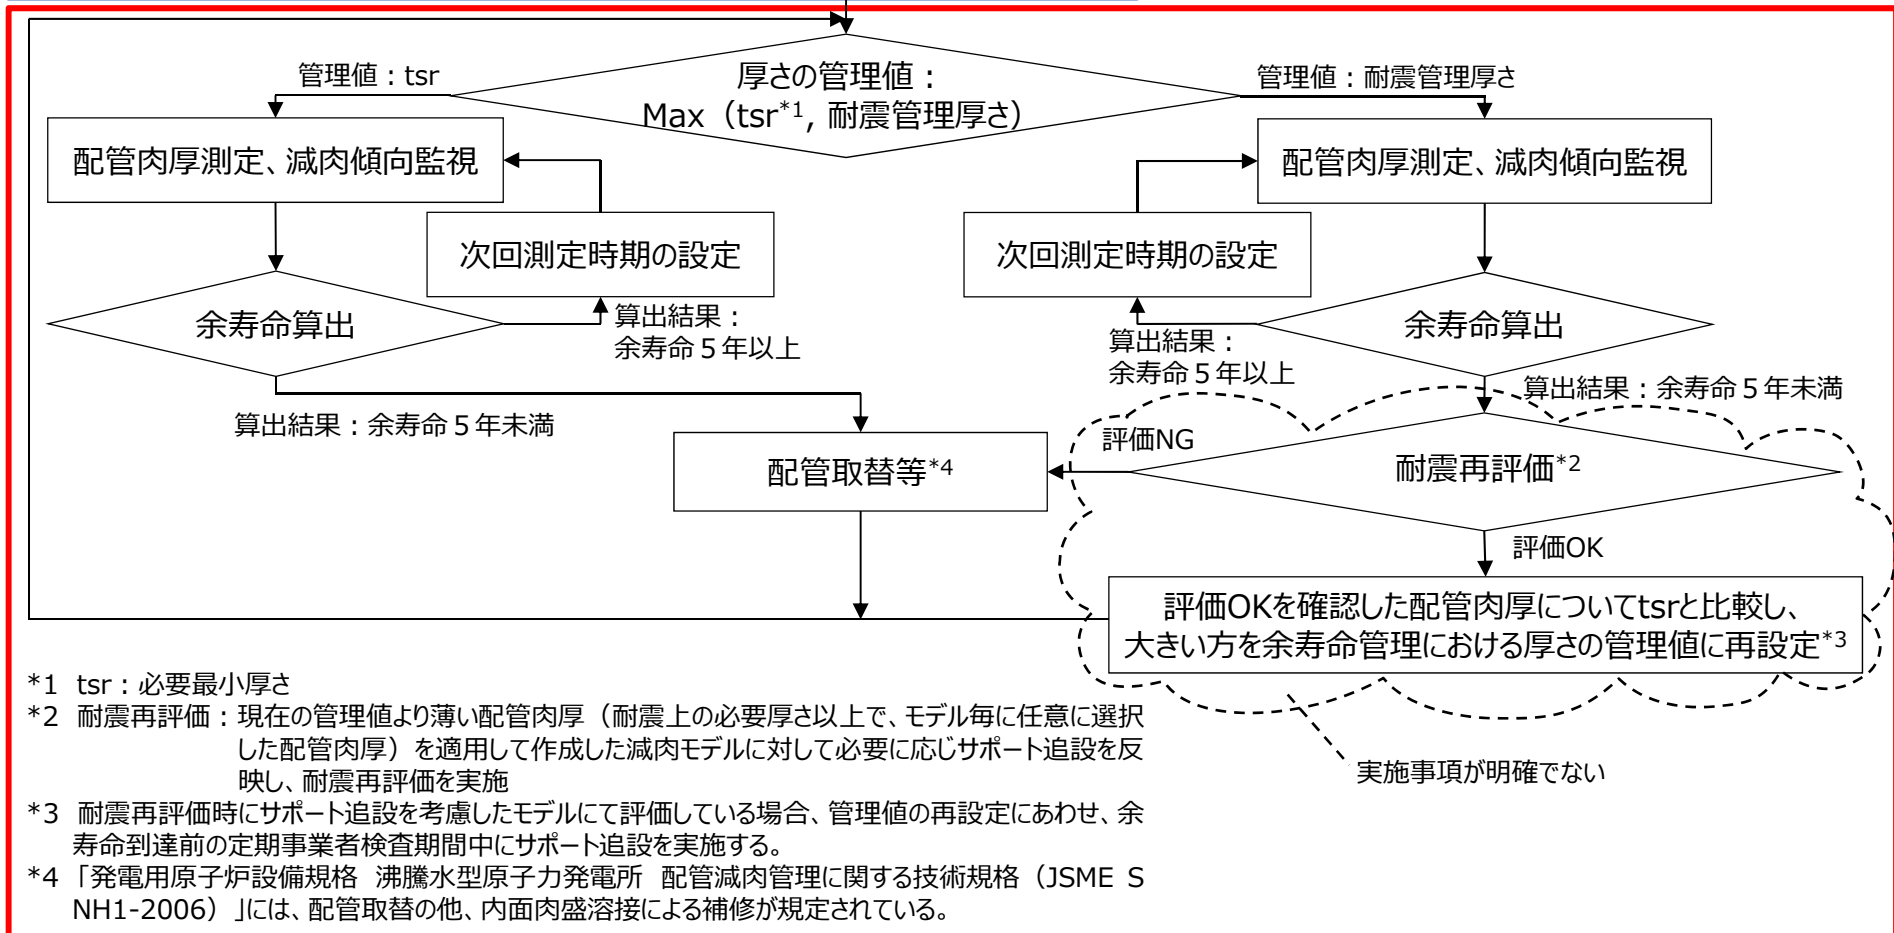 厚さの管理値：
Max（tsr*1, 耐震管理厚さ）
管理値：tsr
管理値：耐震管理厚さ
配管肉厚測定、減肉傾向監視
配管肉厚測定、減肉傾向監視
次回測定時期の設定
次回測定時期の設定
余寿命算出
算出結果：
余寿命５年以上
余寿命算出
算出結果：
余寿命５年以上
算出結果：余寿命５年未満
算出結果：余寿命５年未満
配管取替等*4
評価NG
耐震再評価*2
評価OK
評価OKを確認した配管肉厚についてtsrと比較し、
大きい方を余寿命管理における厚さの管理値に再設定*3
実施事項が明確でない
*1 tsr：必要最小厚さ
*2 耐震再評価：現在の管理値より薄い配管肉厚（耐震上の必要厚さ以上で、モデル毎に任意に選択
した配管肉厚）を適用して作成した減肉モデルに対して必要に応じサポート追設を反
映し、耐震再評価を実施
*3 耐震再評価時にサポート追設を考慮したモデルにて評価している場合、管理値の再設定にあわせ、余
寿命到達前の定期事業者検査期間中にサポート追設を実施する。
*4 「発電用原子炉設備規格 沸騰水型原子力発電所 配管減肉管理に関する技術規格（JSME S
NH1-2006）」には、配管取替の他、内面肉盛溶接による補修が規定されている。